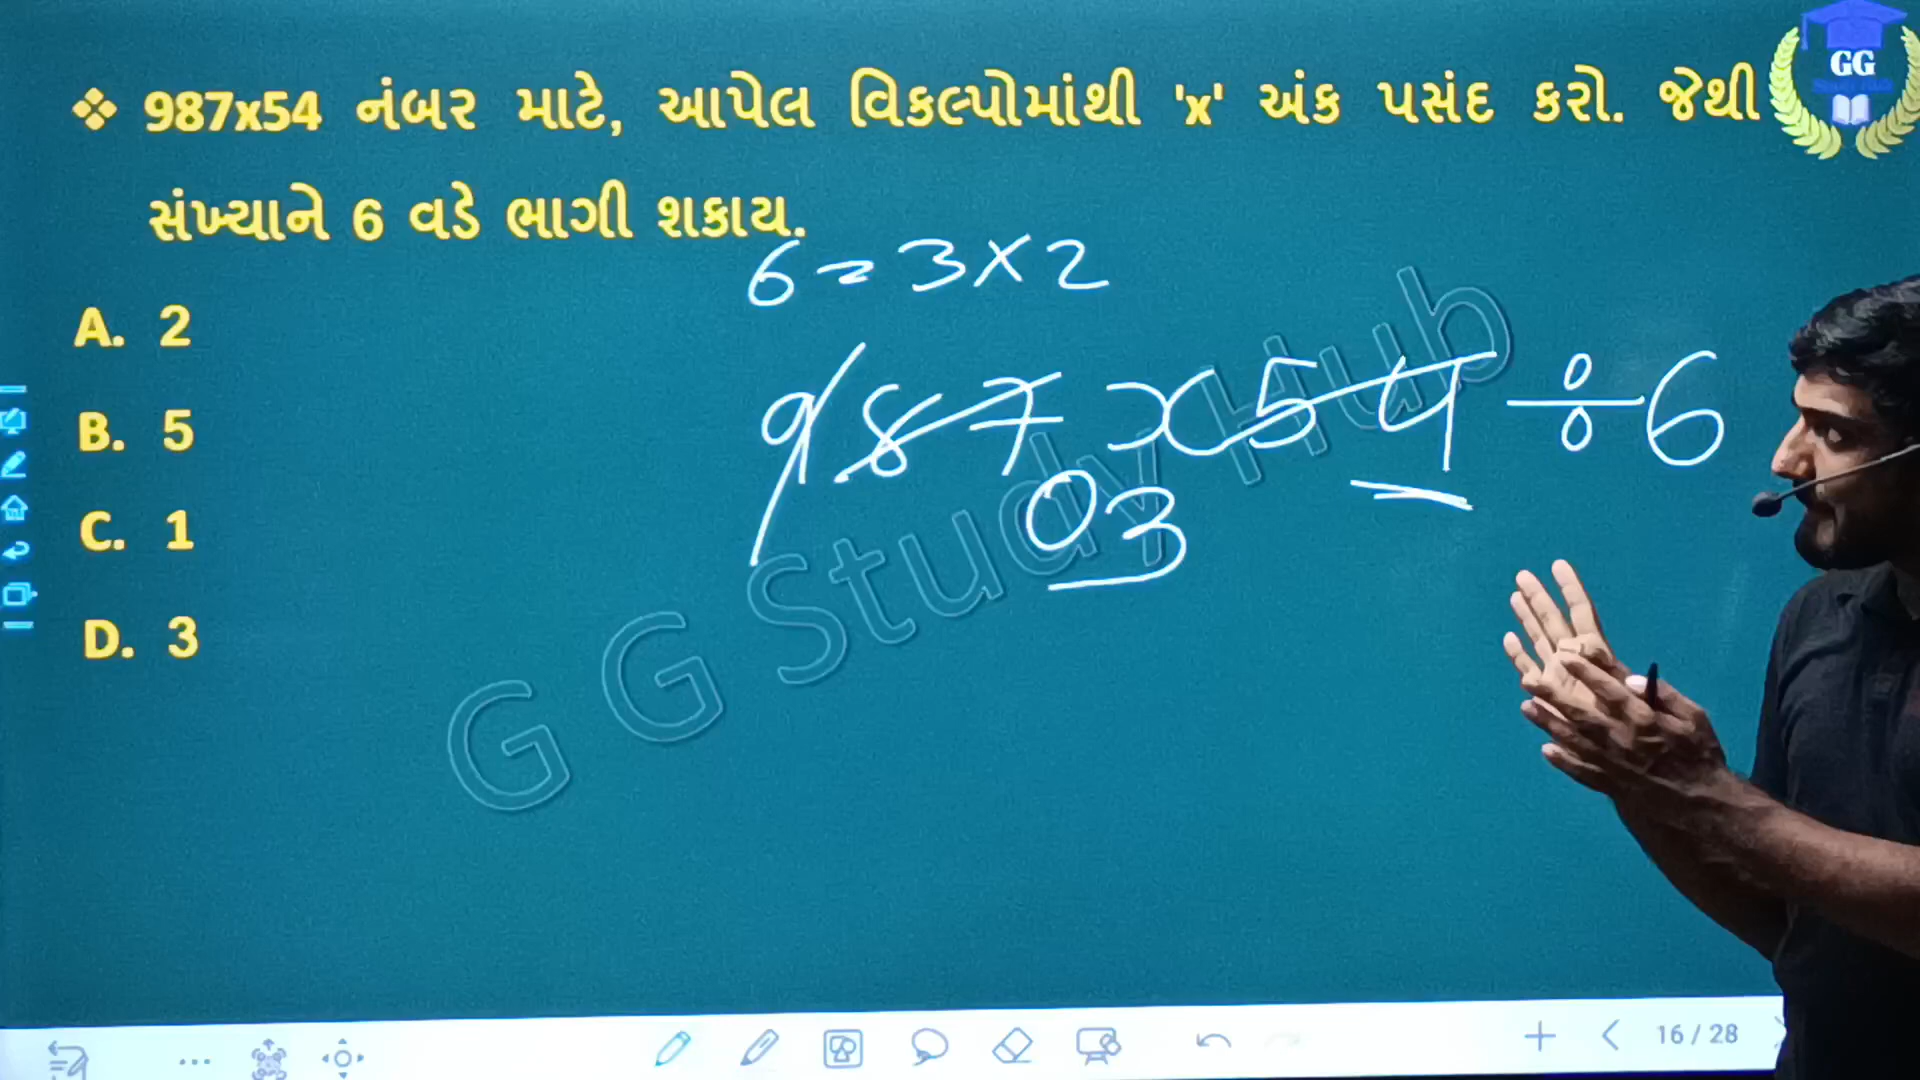 ❖ 987x54 નંબર માટે, આપેલ વિકલ્પોમાંથી 'x' અંક પસંદ કરો. જેથી
સંખ્યાને 6 વડે ભાગી શકાય.
6=3×2
A. 2
987x54÷6
03
B. 5
C. 1
D. 3
GG
G G Study Hub
16 / 28